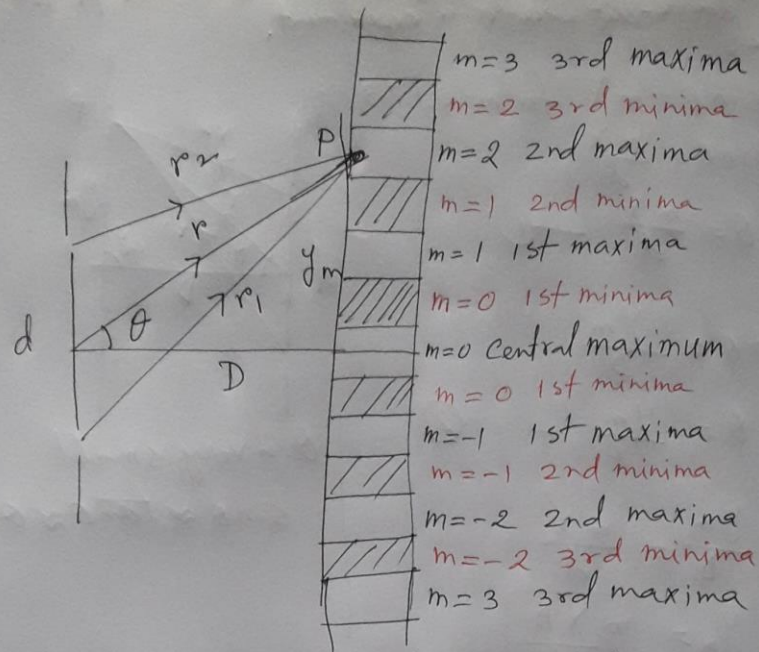 m=3 3rd maxima
m=2 3rd minima
P
m=2 2nd maxima
r2
m=1 2nd minima
r
m=1 1st maxima
ym
r1
m=0 1st minima
θ
d
m=0 Central maximum
D
m=0 1st minima
m=-1 1st maxima
m=-1 2nd minima
m=-2 2nd maxima
m=-2 3rd minima
m=3 3rd maxima